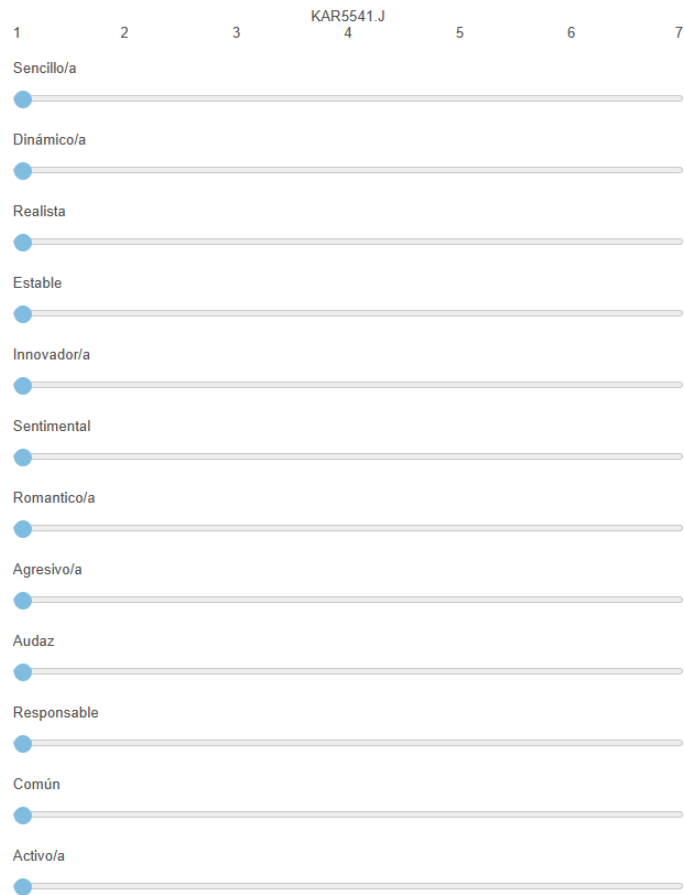 KAR5541.J
1 2 3 4 5 6 7
Sencillo/a
Dinámico/a
Realista
Estable
Innovador/a
Sentimental
Romantico/a
Agresivo/a
Audaz
Responsable
Común
Activo/a